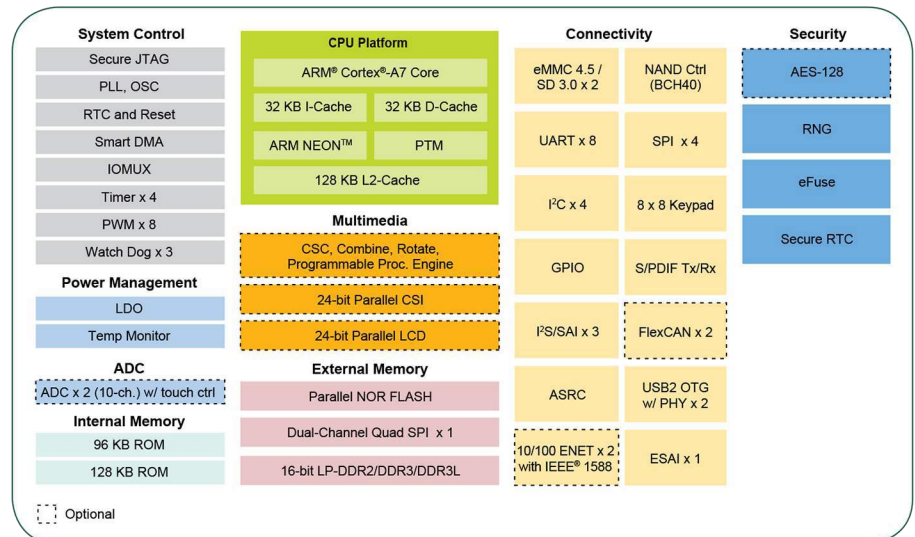 System Control
Secure JTAG
PLL, OSC
RTC and Reset
Smart DMA
IOMUX
Timer x 4
PWM x 8
Watch Dog x 3
Power Management
LDO
Temp Monitor
ADC
ADC x 2 (10-ch.) w/ touch ctrl
Internal Memory
96 KB ROM
128 KB ROM
CPU Platform
ARM® Cortex®-A7 Core
32 KB I-Cache
32 KB D-Cache
ARM NEON™
PTM
128 KB L2-Cache
Multimedia
CSC, Combine, Rotate,
Programmable Proc. Engine
24-bit Parallel CSI
24-bit Parallel LCD
External Memory
Parallel NOR FLASH
Dual-Channel Quad SPI x 1
16-bit LP-DDR2/DDR3/DDR3L
Connectivity
eMMC 4.5 /
SD 3.0 x 2
NAND Ctrl
(BCH40)
UART x 8
SPI x 4
I²C x 4
8 x 8 Keypad
GPIO
S/PDIF Tx/Rx
I²S/SAI x 3
FlexCAN x 2
ASRC
USB2 OTG
w/ PHY x 2
10/100 ENET x 2
with IEEE® 1588
ESAI x 1
Security
AES-128
RNG
eFuse
Secure RTC
Optional